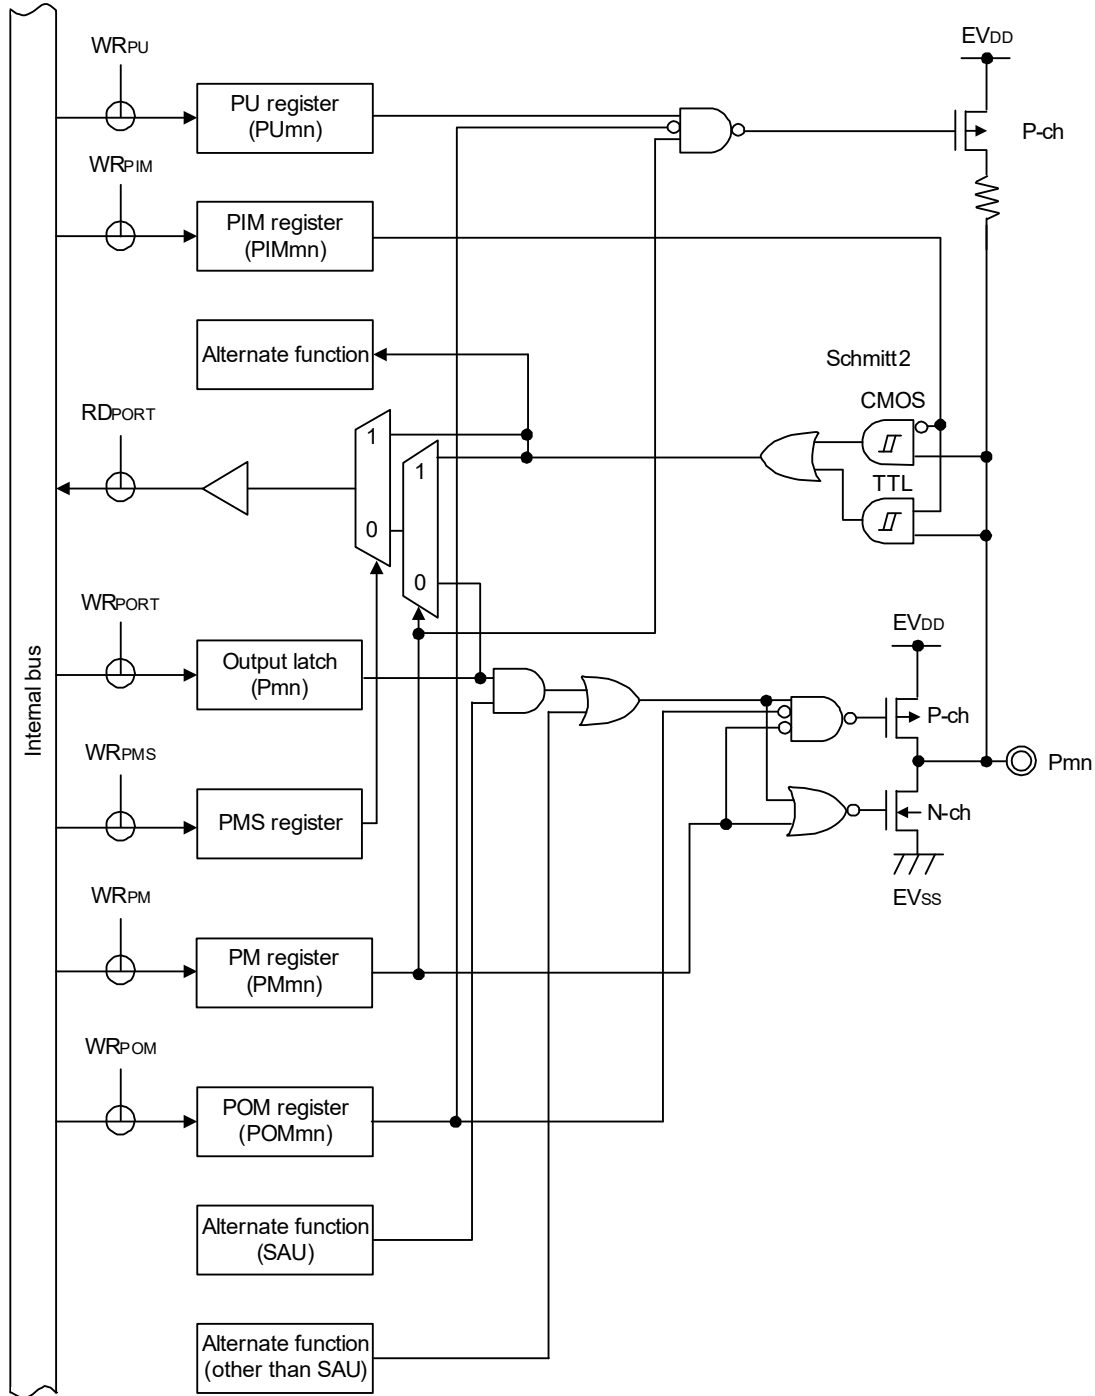 EVDD
WRPU
PU register
(PUmn)
P-ch
WRPIM
PIM register
(PIMmn)
Alternate function
Schmitt2
CMOS
RDPORT
1
1
TTL
0
0
WRPORT
EVDD
Internal bus
Output latch
(Pmn)
P-ch
WRPMS
Pmn
PMS register
N-ch
WRPM
EVSS
PM register
(PMmn)
WRPOM
POM register
(POMmn)
Alternate function
(SAU)
Alternate function
(other than SAU)